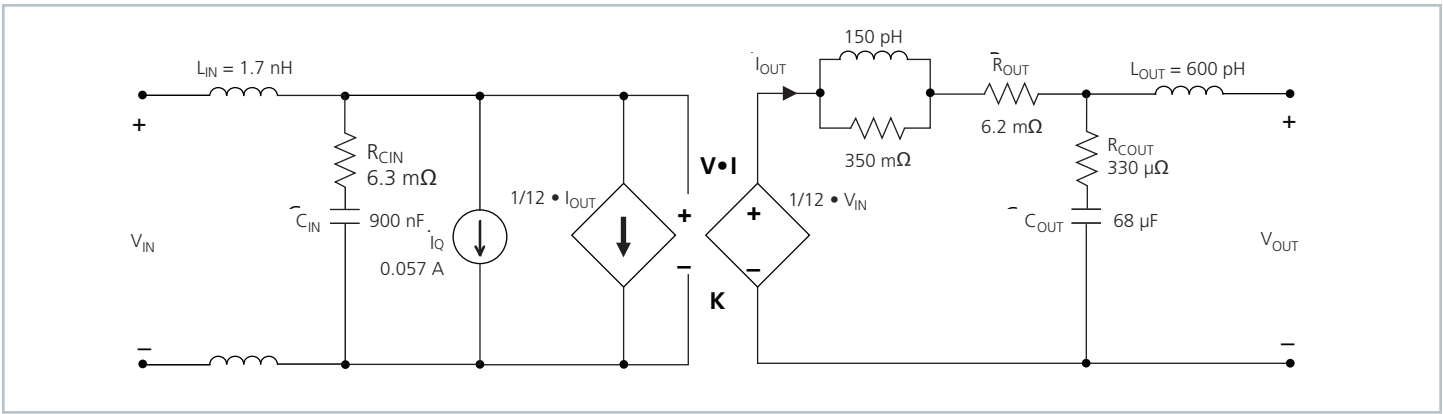 L_IN = 1.7 nH
+
R_CIN
6.3 mΩ
C_IN
900 nF
V_IN
I_Q
0.057 A
1/12 • I_OUT
+
–
V•I
K
+
–
1/12 • V_IN
I_OUT
150 pH
350 mΩ
R_OUT
6.2 mΩ
L_OUT = 600 pH
R_COUT
330 µΩ
C_OUT
68 µF
+
V_OUT
–
–